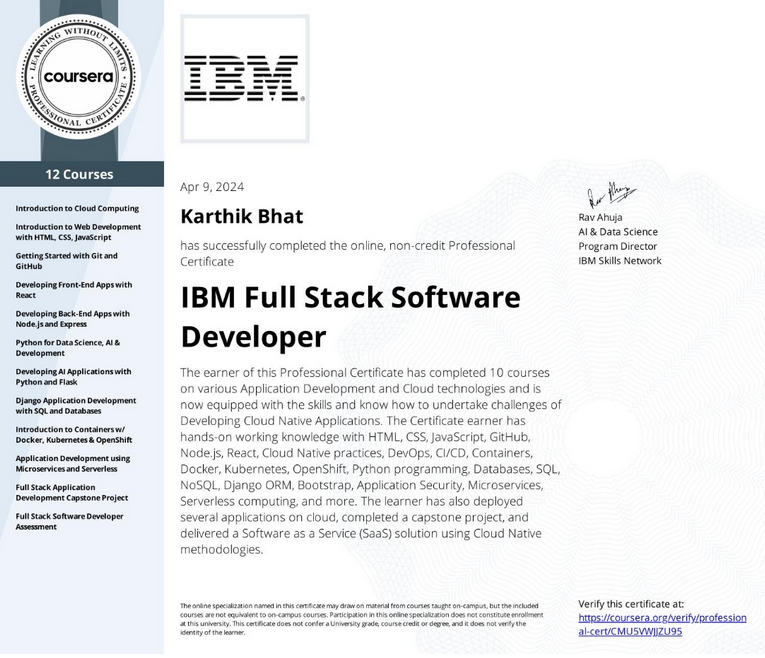 LEARNING WITHOUT LIMITS
coursera
PROFESSIONAL CERTIFICATE
12 Courses
Introduction to Cloud Computing
Introduction to Web Development
with HTML, CSS, JavaScript
Getting Started with Git and
GitHub
Developing Front-End Apps with
React
Developing Back-End Apps with
Node.js and Express
Python for Data Science, AI &
Development
Developing AI Applications with
Python and Flask
Django Application Development
with SQL and Databases
Introduction to Containers w/
Docker, Kubernetes & OpenShift
Application Development using
Microservices and Serverless
Full Stack Application
Development Capstone Project
Full Stack Software Developer
Assessment
IBM®
Apr 9, 2024
Karthik Bhat
has successfully completed the online, non-credit Professional
Certificate
IBM Full Stack Software
Developer
The earner of this Professional Certificate has completed 10 courses
on various Application Development and Cloud technologies and is
now equipped with the skills and know how to undertake challenges of
Developing Cloud Native Applications. The Certificate earner has
hands-on working knowledge with HTML, CSS, JavaScript, GitHub,
Node.js, React, Cloud Native practices, DevOps, CI/CD, Containers,
Docker, Kubernetes, OpenShift, Python programming, Databases, SQL,
NoSQL, Django ORM, Bootstrap, Application Security, Microservices,
Serverless computing, and more. The learner has also deployed
several applications on cloud, completed a capstone project, and
delivered a Software as a Service (SaaS) solution using Cloud Native
methodologies.
Rav Ahuja
Rav Ahuja
AI & Data Science
Program Director
IBM Skills Network
The online specialization named in this certificate may draw on material from courses taught on-campus, but the included
courses are not equivalent to on-campus courses. Participation in this online specialization does not constitute enrollment
at this university. This certificate does not confer a University grade, course credit or degree, and it does not verify the
identity of the learner.
Verify this certificate at:
https://coursera.org/verify/profession
al-cert/CMU5VWJJZU95